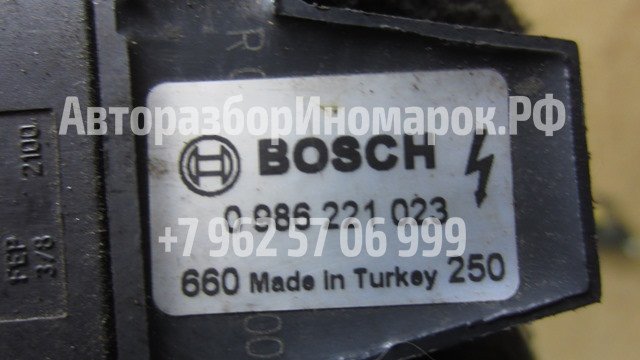 АвторазборИномарок.РФ
BOSCH
0 986 221 023
+7 962 57 06 999
660 Made in Turkey 250
FGP
3/8
2100